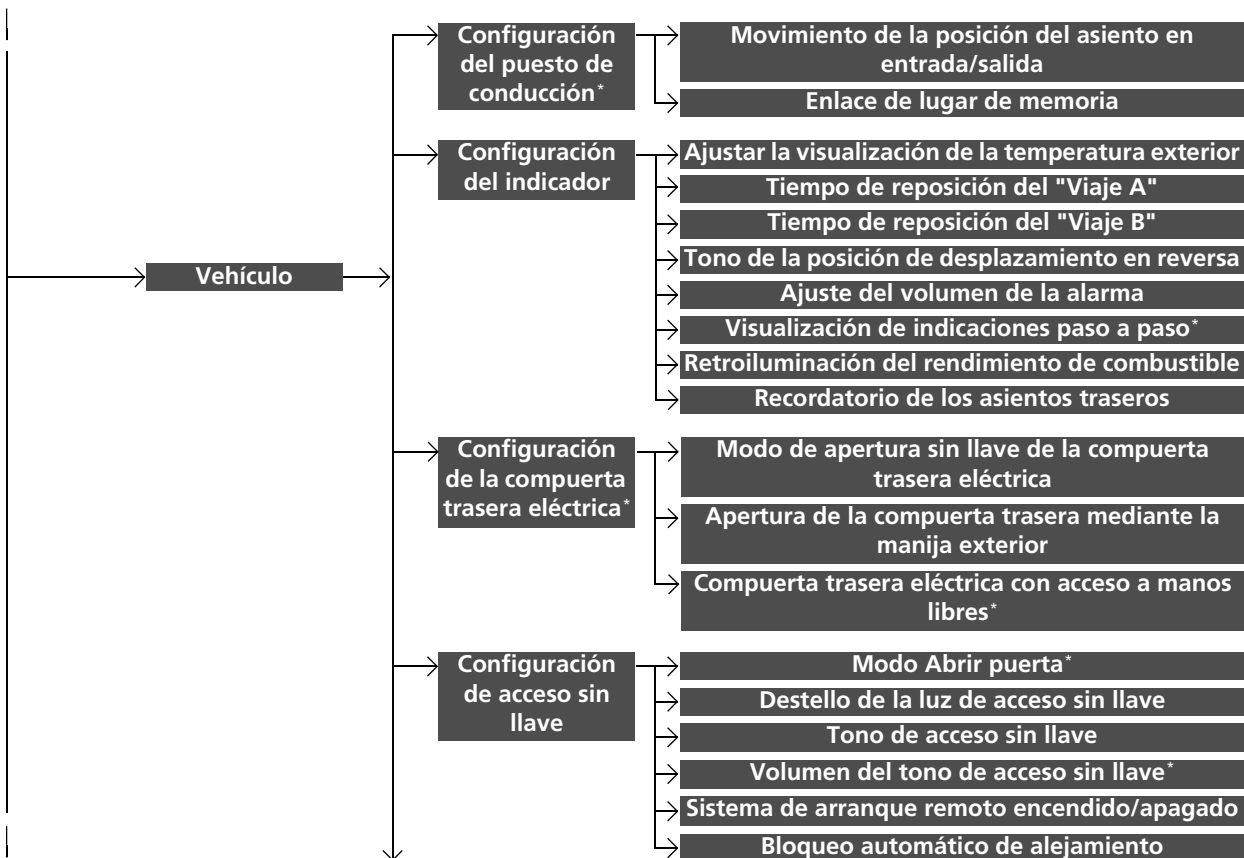 Vehículo
Configuración
del puesto de
conducción*
Movimiento de la posición del asiento en
entrada/salida
Enlace de lugar de memoria
Configuración
del indicador
Ajustar la visualización de la temperatura exterior
Tiempo de reposición del "Viaje A"
Tiempo de reposición del "Viaje B"
Tono de la posición de desplazamiento en reversa
Ajuste del volumen de la alarma
Visualización de indicaciones paso a paso*
Retroiluminación del rendimiento de combustible
Recordatorio de los asientos traseros
Configuración
de la compuerta
trasera eléctrica*
Modo de apertura sin llave de la compuerta
trasera eléctrica
Apertura de la compuerta trasera mediante la
manija exterior
Compuerta trasera eléctrica con acceso a manos
libres*
Configuración
de acceso sin
llave
Modo Abrir puerta*
Destello de la luz de acceso sin llave
Tono de acceso sin llave
Volumen del tono de acceso sin llave*
Sistema de arranque remoto encendido/apagado
Bloqueo automático de alejamiento